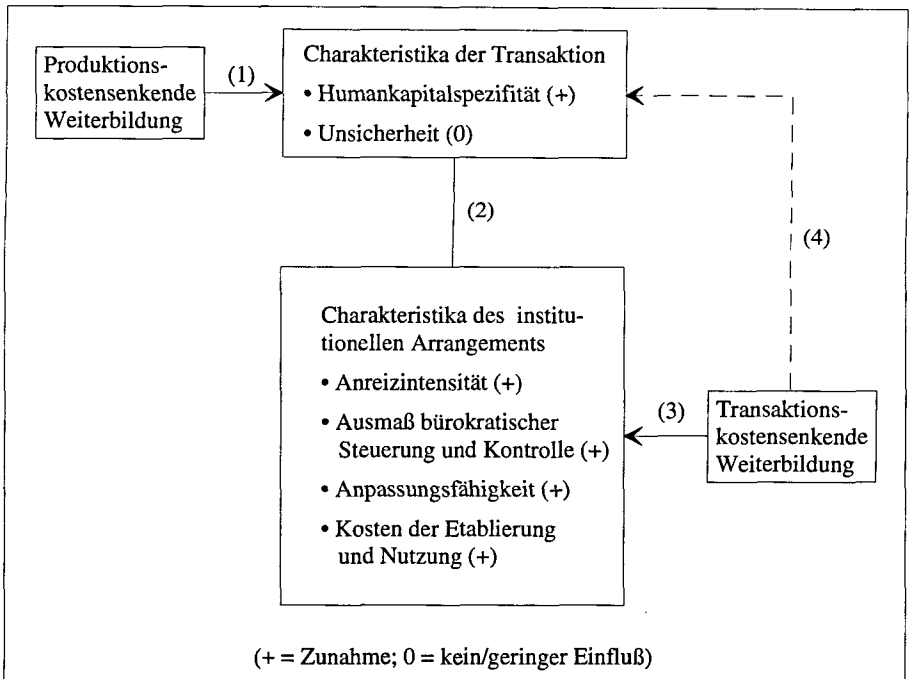 Produktions-
kostensenkende
Weiterbildung
(1)
Charakteristika der Transaktion
• Humankapitalspezifität (+)
• Unsicherheit (0)
(2)
(4)
Charakteristika des institu-
tionellen Arrangements
• Anreizintensität (+)
• Ausmaß bürokratischer
Steuerung und Kontrolle (+)
• Anpassungsfähigkeit (+)
• Kosten der Etablierung
und Nutzung (+)
(3)
Transaktions-
kostensenkende
Weiterbildung
(+ = Zunahme; 0 = kein/geringer Einfluß)